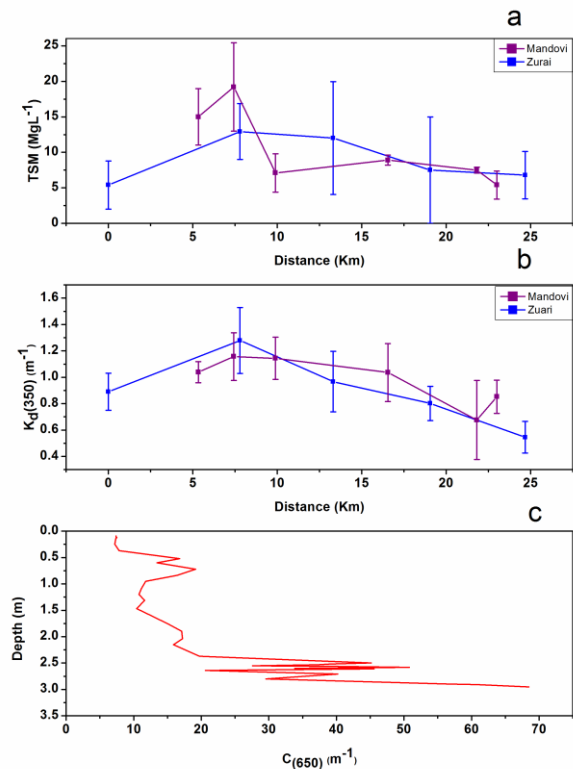 a
25
20
15
10
5
0
TSM (MgL-1)
Mandovi
Zurai
0 5 10 15 20 25
Distance (Km)
b
1.6
1.4
1.2
1.0
0.8
0.6
0.4
Kd(350) (m-1)
Mandovi
Zuari
0 5 10 15 20 25
Distance (Km)
c
0.0
0.5
1.0
1.5
2.0
2.5
3.0
3.5
Depth (m)
0 10 20 30 40 50 60 70
C(650) (m-1)